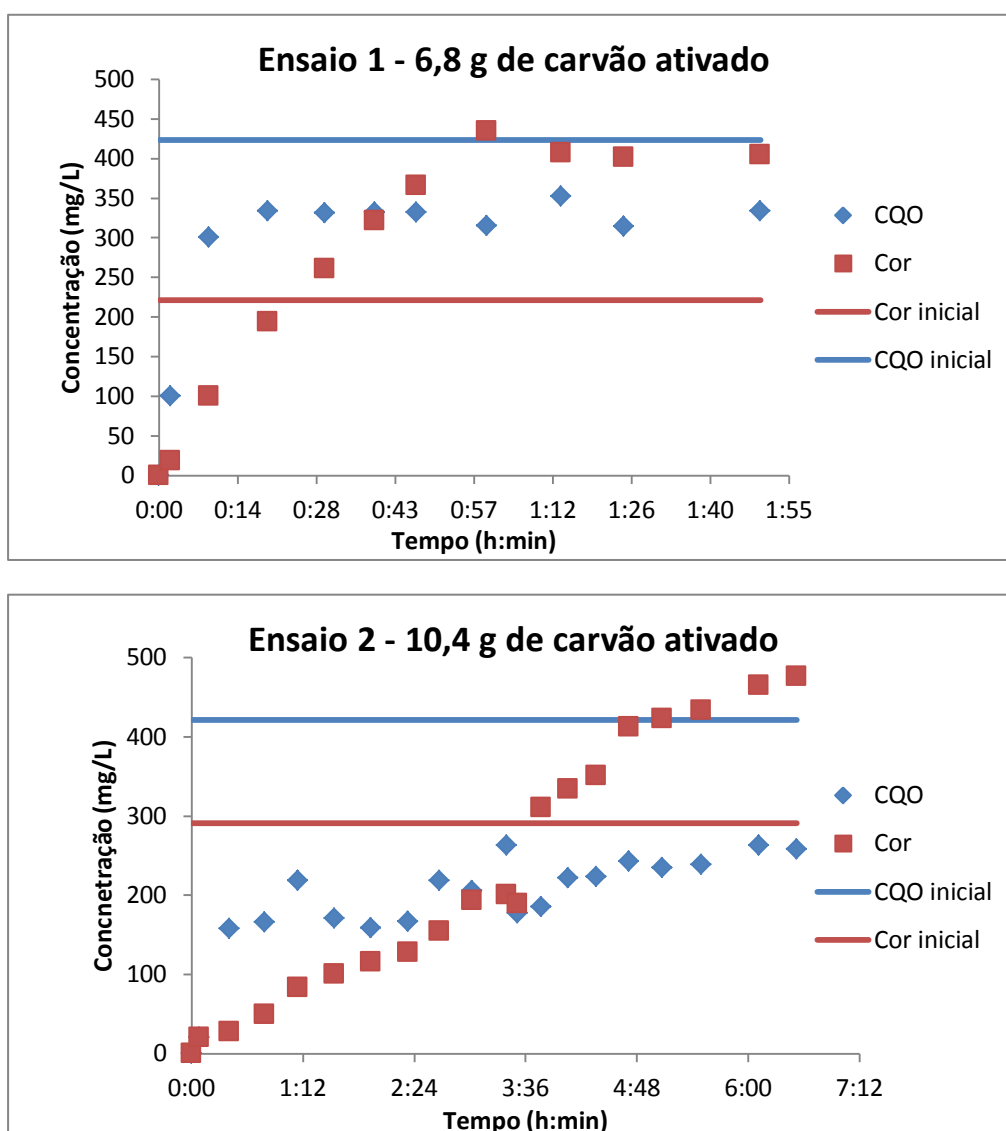 Ensaio 1 - 6,8 g de carvão ativado
500
450
400
350
300
250
200
150
100
50
0
Concentração (mg/L)
0:00 0:14 0:28 0:43 0:57 1:12 1:26 1:40 1:55
Tempo (h:min)
CQO
Cor
Cor inicial
CQO inicial
Ensaio 2 - 10,4 g de carvão ativado
500
400
300
200
100
0
Concnetração (mg/L)
0:00 1:12 2:24 3:36 4:48 6:00 7:12
Tempo (h:min)
CQO
Cor
CQO inicial
Cor inicial